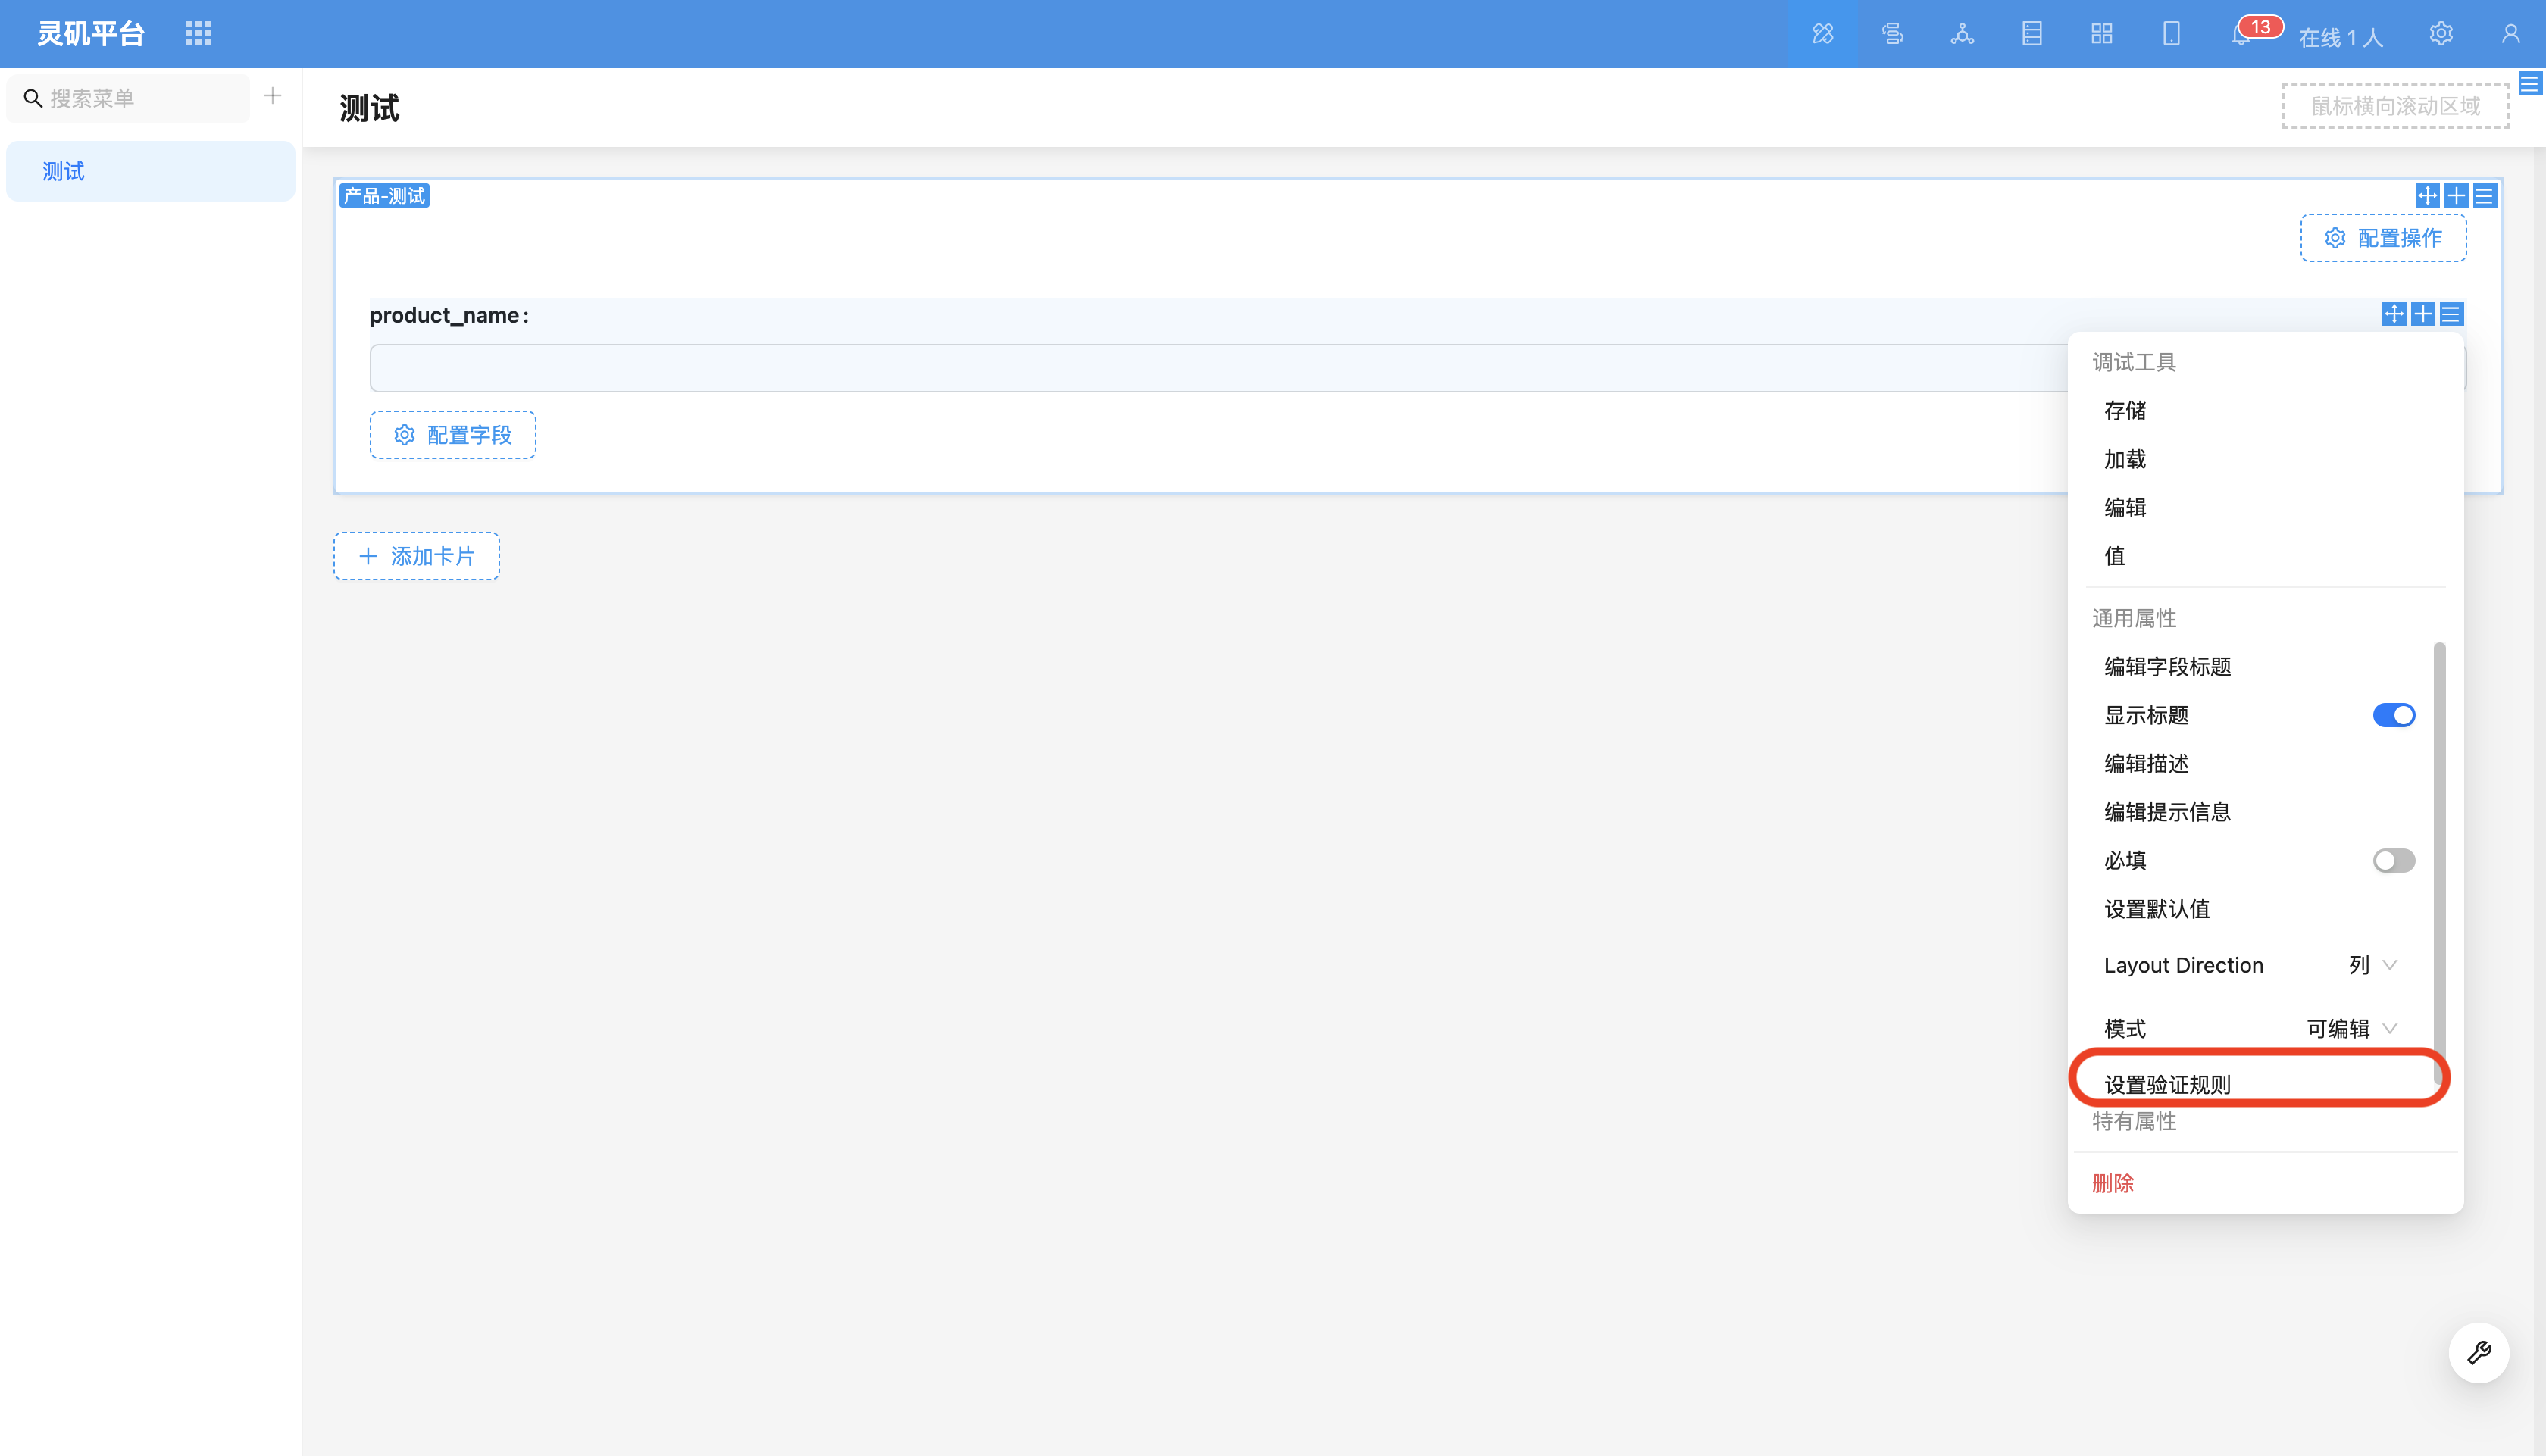 灵矶平台
13
在线 1 人
搜索菜单
测试
测试
鼠标横向滚动区域
产品-测试
配置操作
product_name :
配置字段
添加卡片
调试工具
存储
加载
编辑
值
通用属性
编辑字段标题
显示标题
编辑描述
编辑提示信息
必填
设置默认值
Layout Direction 列
模式 可编辑
设置验证规则
特有属性
删除